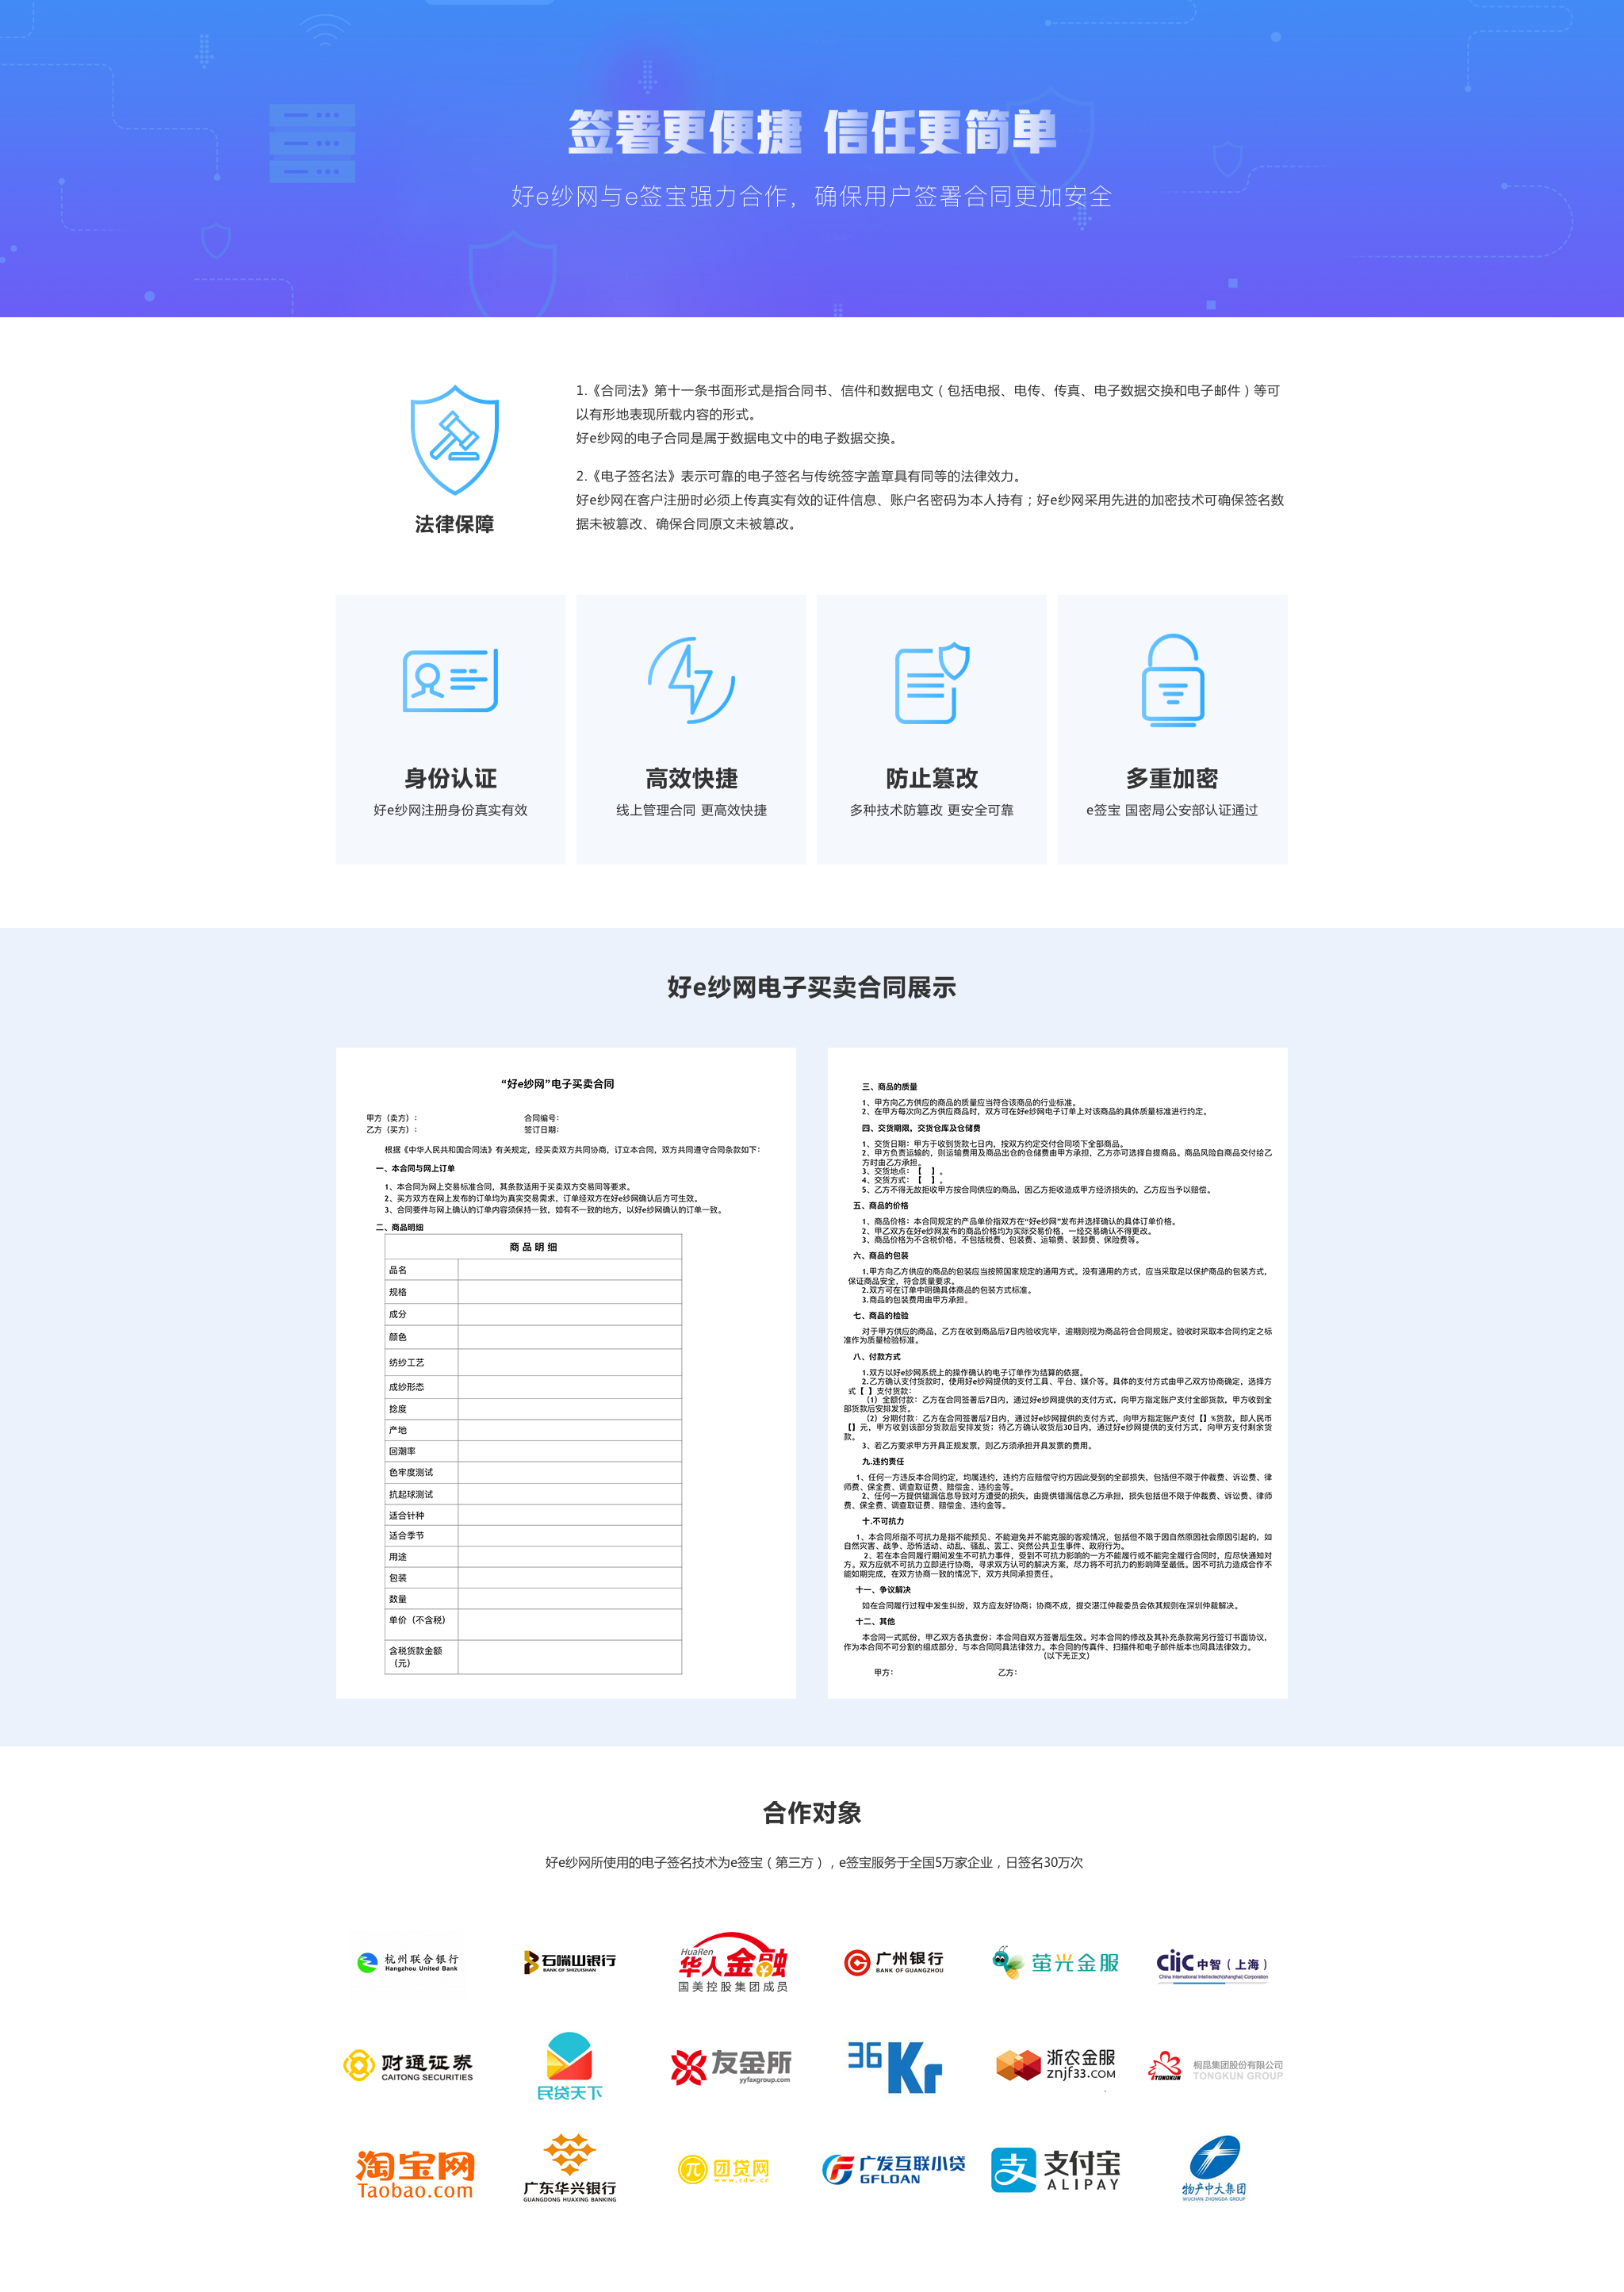 签署更便捷 信任更简单
好e纱网与e签宝强力合作，确保用户签署合同更加安全
1.《合同法》第十一条书面形式是指合同书、信件和数据电文（包括电报、电传、传真、电子数据交换和电子邮件）等可
以有形地表现所载内容的形式。
好e纱网的电子合同是属于数据电文中的电子数据交换。
2.《电子签名法》表示可靠的电子签名与传统签字盖章具有同等的法律效力。
好e纱网在客户注册时必须上传真实有效的证件信息、账户名密码为本人持有；好e纱网采用先进的加密技术可确保签名数
据未被篡改、确保合同原文未被篡改。
法律保障
身份认证
好e纱网注册身份真实有效
高效快捷
线上管理合同 更高效快捷
防止篡改
多种技术防篡改 更安全可靠
多重加密
e签宝 国密局公安部认证通过
好e纱网电子买卖合同展示
“好e纱网”电子买卖合同
甲方（卖方）：
合同编号：
乙方（买方）：
签订日期：
根据《中华人民共和国合同法》有关规定，经买卖双方共同协商，订立本合同，双方共同遵守合同条款如下：
一、本合同与网上订单
1、本合同为网上交易标准合同，其条款适用于买卖双方交易同等要求。
2、买方双方在网上发布的订单均为真实交易需求，订单经双方在好e纱网确认后方可生效。
3、合同要件与网上确认的订单内容须保持一致，如有不一致的地方，以好e纱网确认的订单一致。
二、商品明细
商 品 明 细
品名
规格
成分
颜色
纺纱工艺
成纱形态
捻度
产地
回潮率
色牢度测试
抗起球测试
适合针种
适合季节
用途
包装
数量
单价（不含税）
含税货款金额
（元）
三、商品的质量
1、甲方向乙方供应的商品的质量应当符合该商品的行业标准。
2、在甲方每次向乙方供应商品时，双方可在好e纱网电子订单上对该商品的具体质量标准进行约定。
四、交货期限，交货仓库及仓储费
1、交货日期：甲方于收到货款七日内，按双方约定交付合同项下全部商品。
2、甲方负责运输的，则运输费用及商品出仓的仓储费由甲方承担，乙方亦可选择自提商品。商品风险自商品交付给乙
方时由乙方承担。
3、交货地点：【 】。
4、交货方式：【 】。
5、乙方不得无故拒收甲方按合同供应的商品，因乙方拒收造成甲方经济损失的，乙方应当予以赔偿。
五、商品的价格
1、商品价格：本合同规定的产品单价指双方在“好e纱网”发布并选择确认的具体订单价格。
2、甲乙双方在好e纱网发布的商品价格均为实际交易价格，一经交易确认不得更改。
3、商品价格为不含税价格，不包括税费、包装费、运输费、装卸费、保险费等。
六、商品的包装
1.甲方向乙方供应的商品的包装应当按照国家规定的通用方式。没有通用的方式，应当采取足以保护商品的包装方式，
保证商品安全，符合质量要求。
2.双方可在订单中明确具体商品的包装方式标准。
3.商品的包装费用由甲方承担。
七、商品的检验
对于甲方供应的商品，乙方在收到商品后7日内验收完毕，逾期则视为商品符合合同规定。验收时采取本合同约定之标
准作为质量检验标准。
八、付款方式
1.双方以好e纱网系统上的操作确认的电子订单作为结算的依据。
2.乙方确认支付货款时，使用好e纱网提供的支付工具、平台、媒介等。具体的支付方式由甲乙双方协商确定，选择方
式【 】支付货款：
（1）全额付款：乙方在合同签署后7日内，通过好e纱网提供的支付方式，向甲方指定账户支付全部货款，甲方收到全
部货款后安排发货。
（2）分期付款：乙方在合同签署后7日内，通过好e纱网提供的支付方式，向甲方指定账户支付【】%货款，即人民币
【】元，甲方收到该部分货款后安排发货；待乙方确认收货后30日内，通过好e纱网提供的支付方式，向甲方支付剩余货
款。
3、若乙方要求甲方开具正规发票，则乙方须承担开具发票的费用。
九.违约责任
1、任何一方违反本合同约定，均属违约，违约方应赔偿守约方因此受到的全部损失，包括但不限于仲裁费、诉讼费、律
师费、保全费、调查取证费、赔偿金、违约金等。
2、任何一方提供错漏信息导致对方遭受的损失，由提供错漏信息乙方承担，损失包括但不限于仲裁费、诉讼费、律师
费、保全费、调查取证费、赔偿金、违约金等。
十.不可抗力
1、本合同所指不可抗力是指不能预见、不能避免并不能克服的客观情况，包括但不限于因自然原因社会原因引起的，如
自然灾害、战争、恐怖活动、动乱、骚乱、罢工、突然公共卫生事件、政府行为。
2、若在本合同履行期间发生不可抗力事件，受到不可抗力影响的一方不能履行或不能完全履行合同时，应尽快通知对
方。双方应就不可抗力立即进行协商，寻求双方认可的解决方案，尽力将不可抗力的影响降至最低。因不可抗力造成合作不
能如期完成，在双方协商一致的情况下，双方共同承担责任。
十一、争议解决
如在合同履行过程中发生纠纷，双方应友好协商；协商不成，提交湛江仲裁委员会依其规则在深圳仲裁解决。
十二、其他
本合同一式贰份，甲乙双方各执壹份；本合同自双方签署后生效。对本合同的修改及其补充条款需另行签订书面协议，
作为本合同不可分割的组成部分，与本合同同具法律效力。本合同的传真件、扫描件和电子邮件版本也同具法律效力。
（以下无正文）
甲方：
乙方：
合作对象
好e纱网所使用的电子签名技术为e签宝（第三方），e签宝服务于全国5万家企业，日签名30万次
杭州联合银行
Hangzhou United Bank
石嘴山银行
BANK OF SHIZUISHAN
HuaRen
华人金融
国美控股集团成员
广州银行
BANK OF GUANGZHOU
萤光金服
CIIC 中智（上海）
China International Intellectech(shanghai) Corporation
财通证券
CAITONG SECURITIES
民贷天下
友金所
yyfaxgroup.com
36Kr
浙农金服
znjf33.COM
TONGKUN
桐昆集团股份有限公司
TONGKUN GROUP
淘宝网
Taobao.com
广东华兴银行
GUANGDONG HUAXING BANKING
团贷网
www.tdw.cn
广发互联小贷
GFLOAN
支 支付宝
ALIPAY
物产中大集团
WUCHAN ZHONGDA GROUP